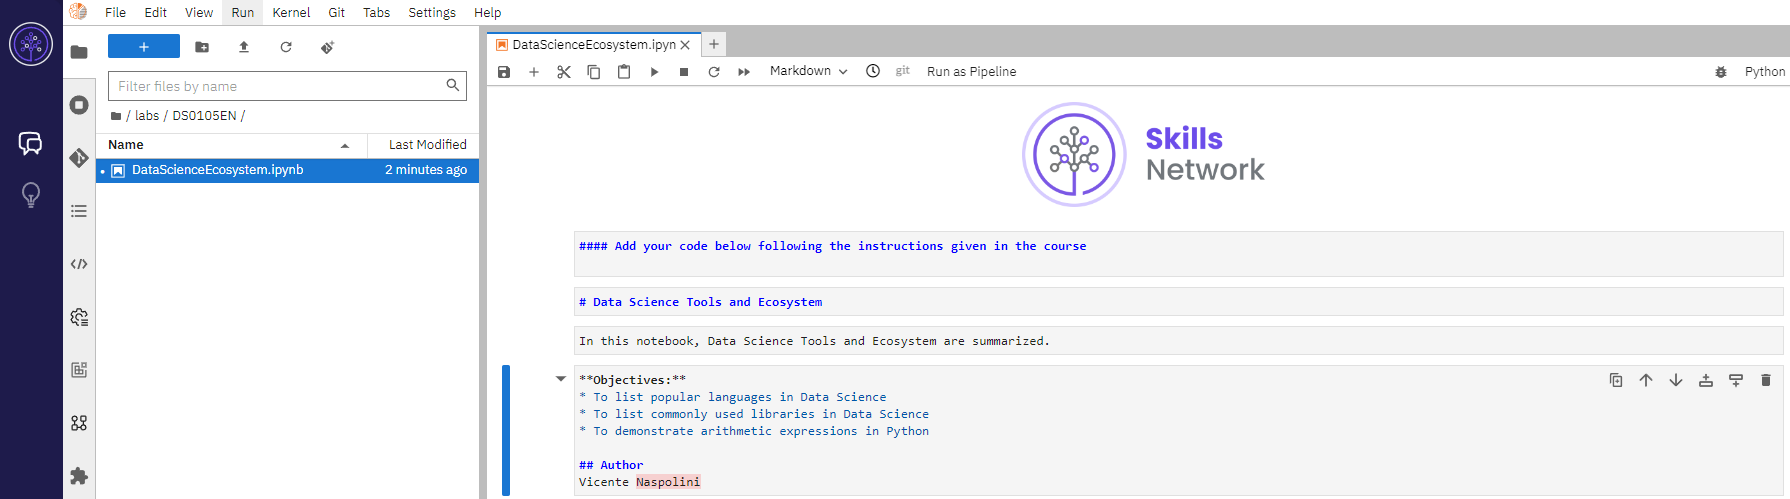 File Edit View Run Kernel Git Tabs Settings Help
+
Filter files by name
/ labs / DS0105EN /
Name Last Modified
DataScienceEcosystem.ipynb 2 minutes ago
DataScienceEcosystem.ipyn
Markdown git Run as Pipeline Python
Skills
Network
#### Add your code below following the instructions given in the course
# Data Science Tools and Ecosystem
In this notebook, Data Science Tools and Ecosystem are summarized.
**Objectives:**
* To list popular languages in Data Science
* To list commonly used libraries in Data Science
* To demonstrate arithmetic expressions in Python
## Author
Vicente Naspolini